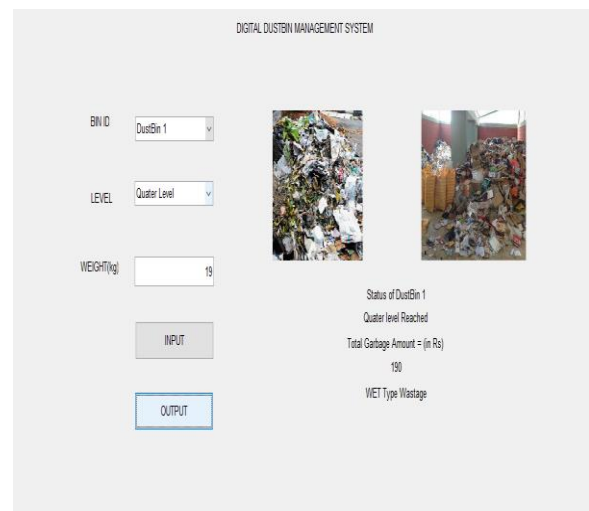 DIGITAL DUSTBIN MANAGEMENT SYSTEM
BIN ID
DustBin 1
LEVEL
Quater Level
WEIGHT(kg)
19
INPUT
OUTPUT
Status of DustBin 1
Quater level Reached
Total Garbage Amount = (in Rs)
190
WET Type Wastage